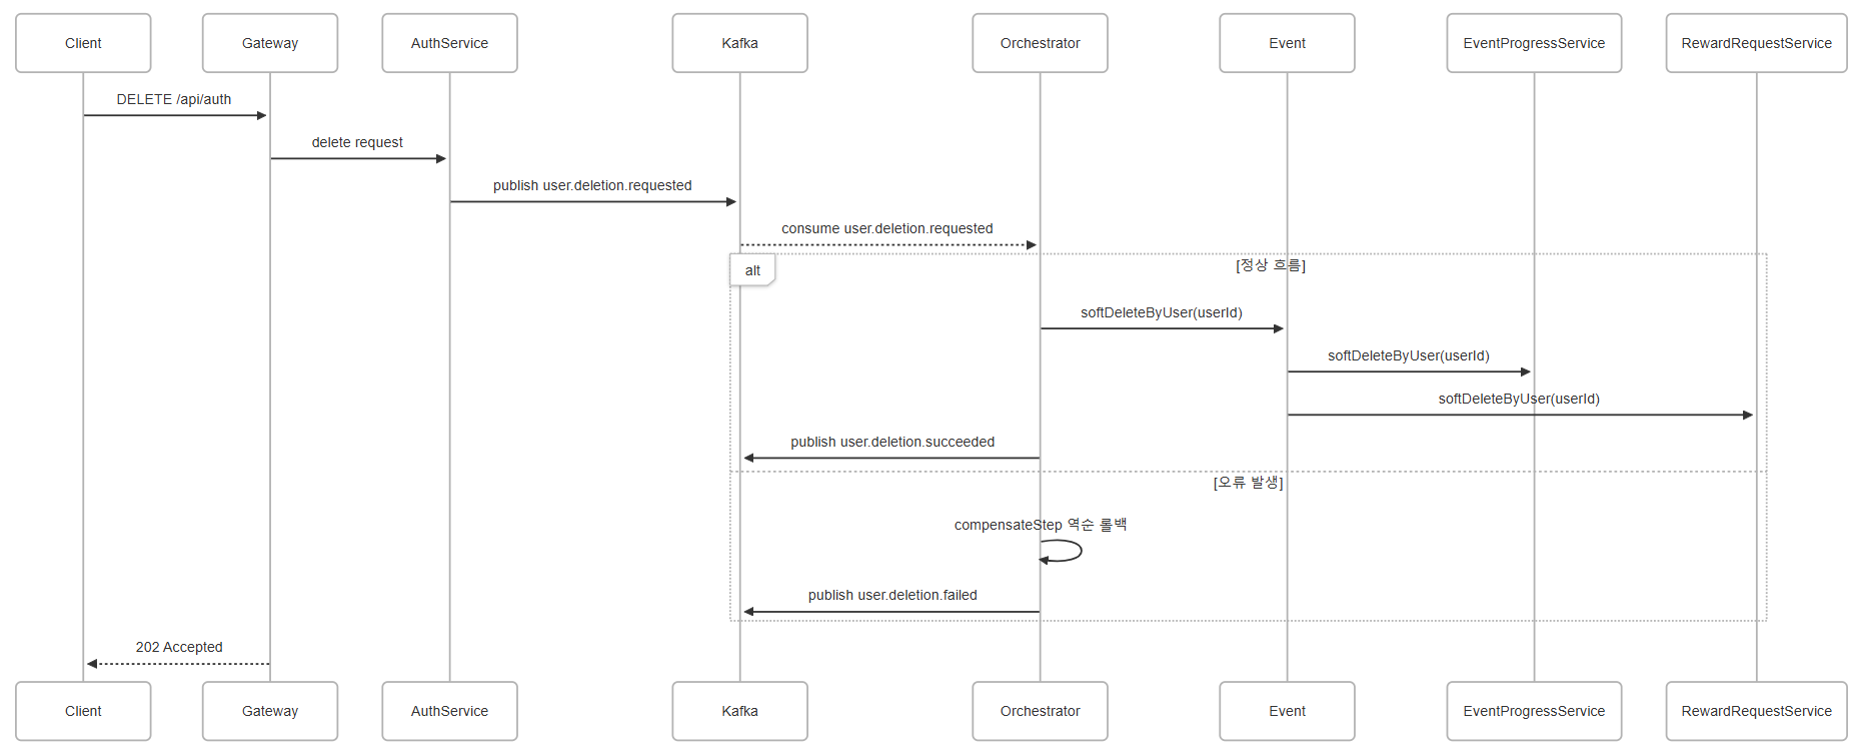 Client
Gateway
AuthService
Kafka
Orchestrator
Event
EventProgressService
RewardRequestService
DELETE /api/auth
delete request
publish user.deletion.requested
consume user.deletion.requested
alt
[정상 흐름]
softDeleteByUser(userId)
softDeleteByUser(userId)
softDeleteByUser(userId)
publish user.deletion.succeeded
[오류 발생]
compensateStep 역순 롤백
publish user.deletion.failed
202 Accepted
Client
Gateway
AuthService
Kafka
Orchestrator
Event
EventProgressService
RewardRequestService